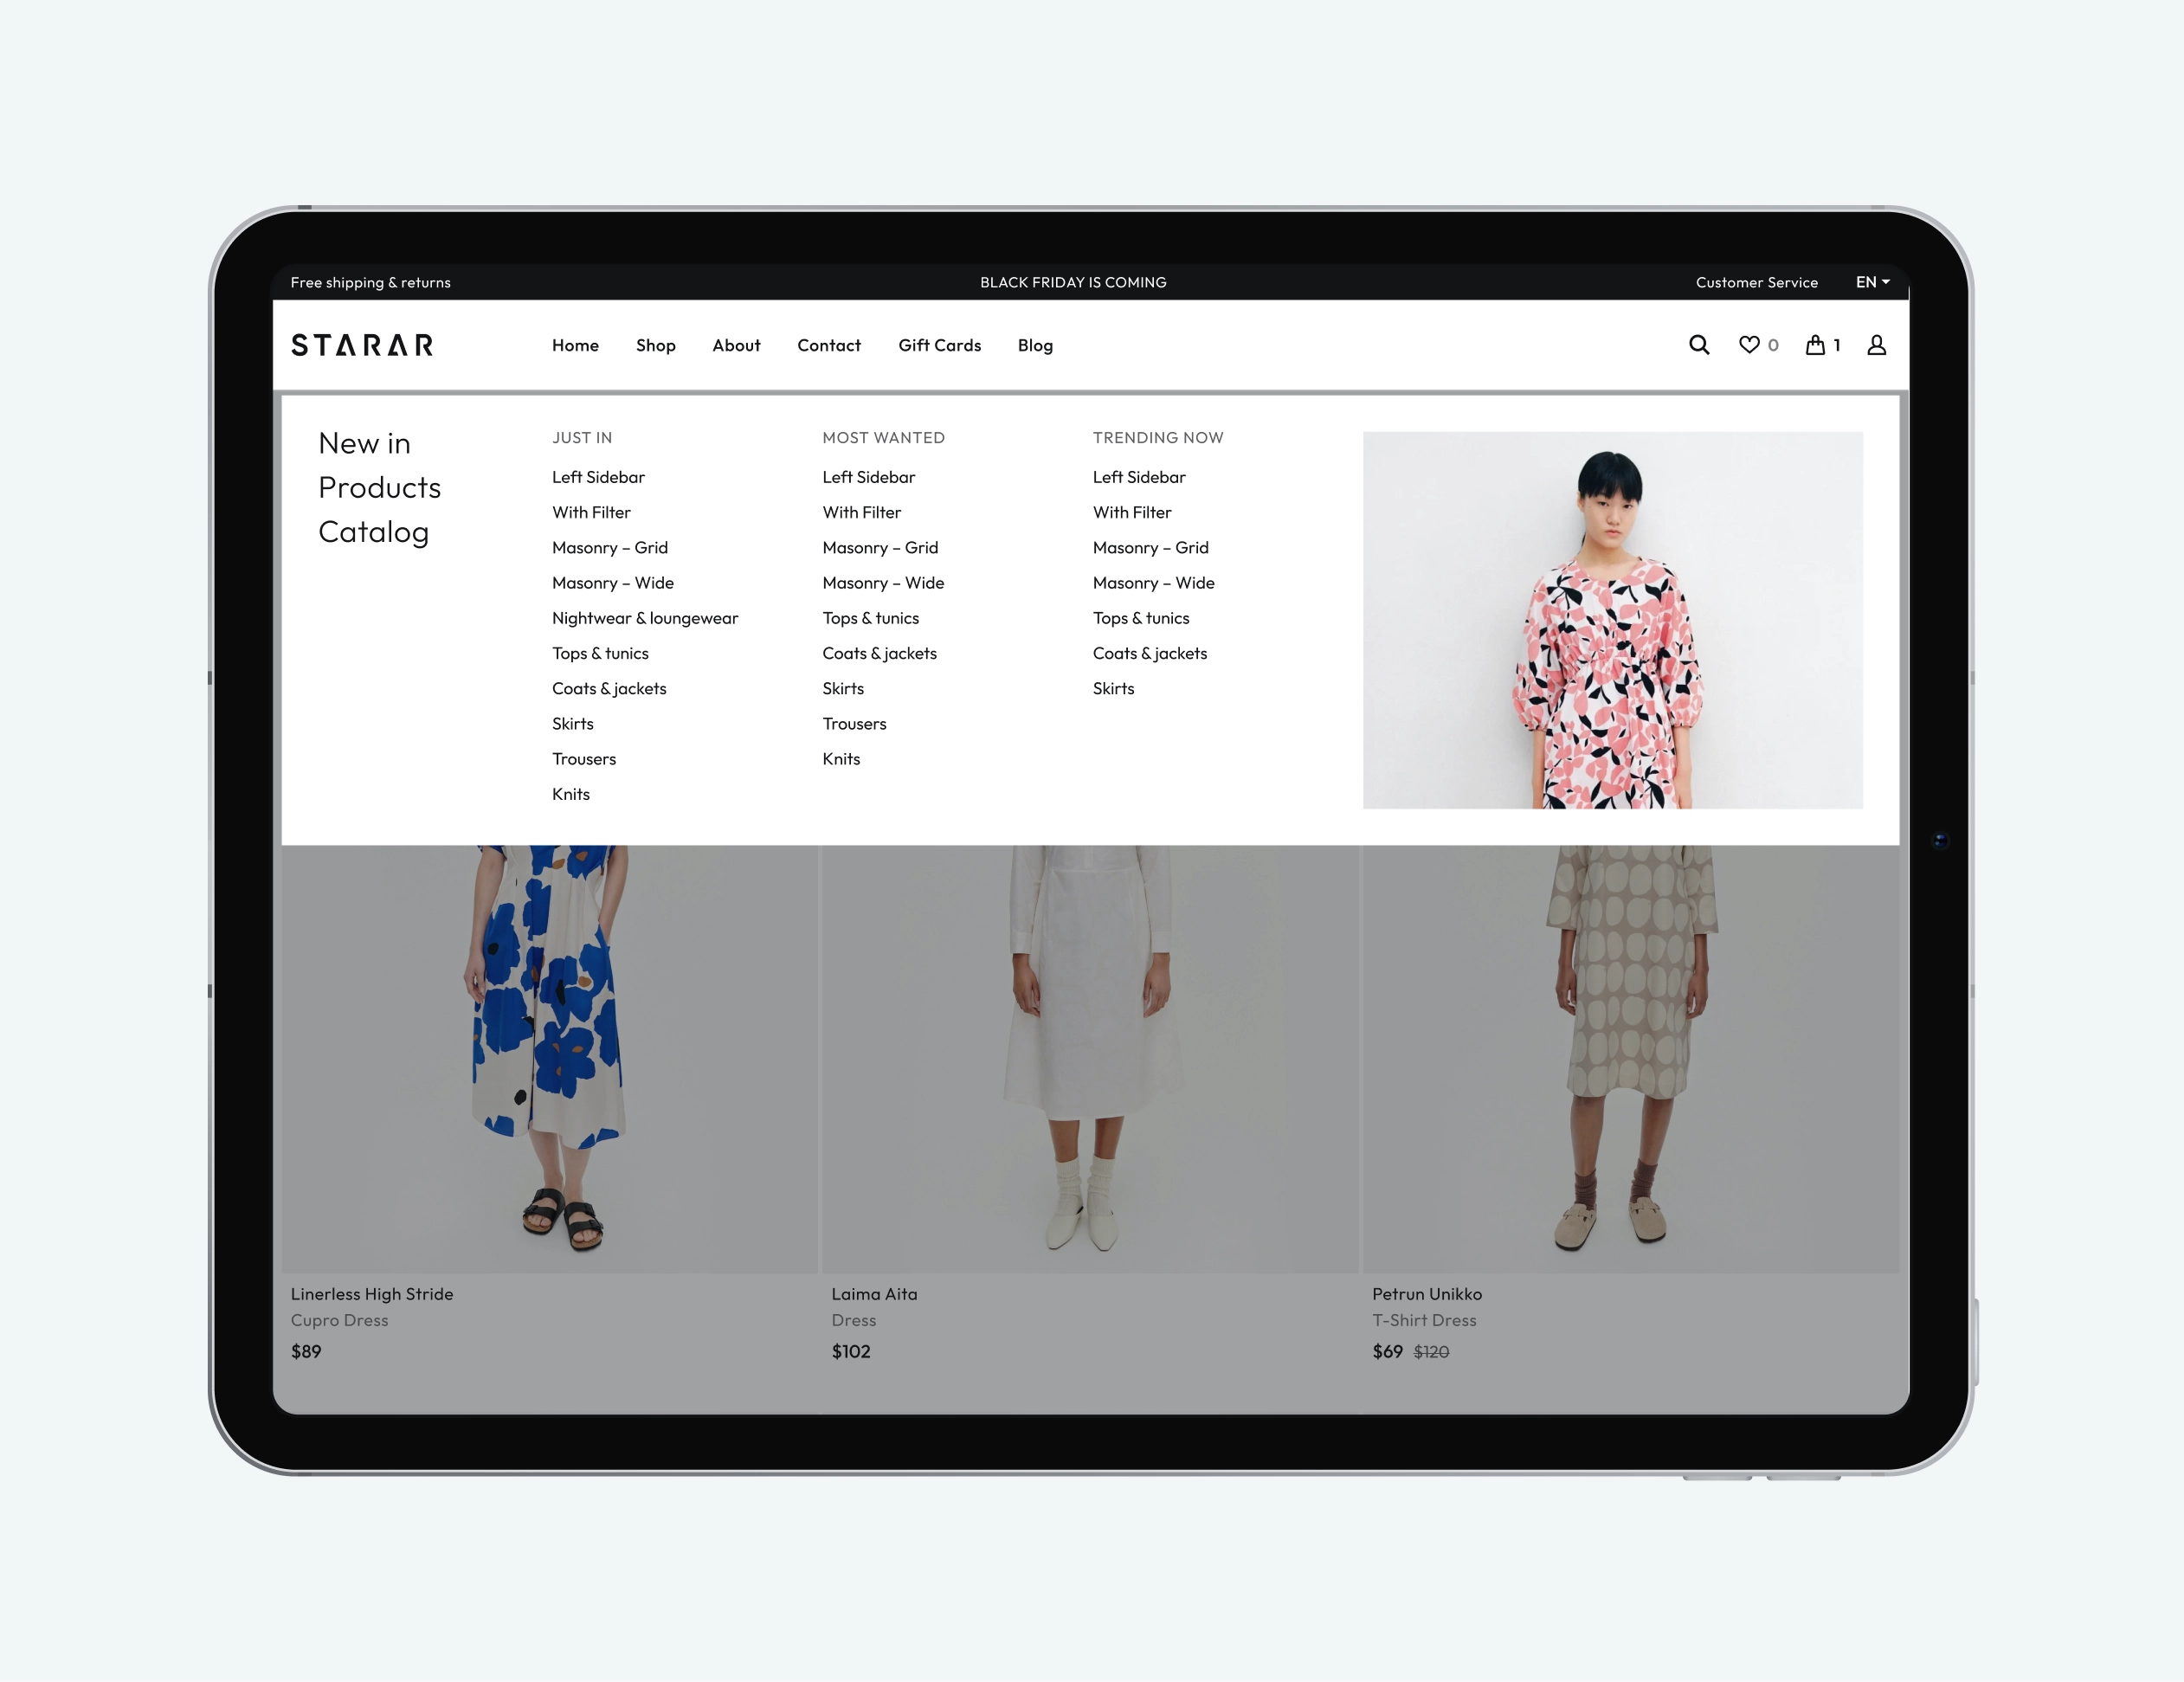 Free shipping & returns
BLACK FRIDAY IS COMING
Customer Service
EN
STARAR
Home
Shop
About
Contact
Gift Cards
Blog
0
1
New in
Products
Catalog
JUST IN
Left Sidebar
With Filter
Masonry – Grid
Masonry – Wide
Nightwear & loungewear
Tops & tunics
Coats & jackets
Skirts
Trousers
Knits
MOST WANTED
Left Sidebar
With Filter
Masonry – Grid
Masonry – Wide
Tops & tunics
Coats & jackets
Skirts
Trousers
Knits
TRENDING NOW
Left Sidebar
With Filter
Masonry – Grid
Masonry – Wide
Tops & tunics
Coats & jackets
Skirts
Linerless High Stride
Cupro Dress
$89
Laima Aita
Dress
$102
Petrun Unikko
T-Shirt Dress
$69 $120